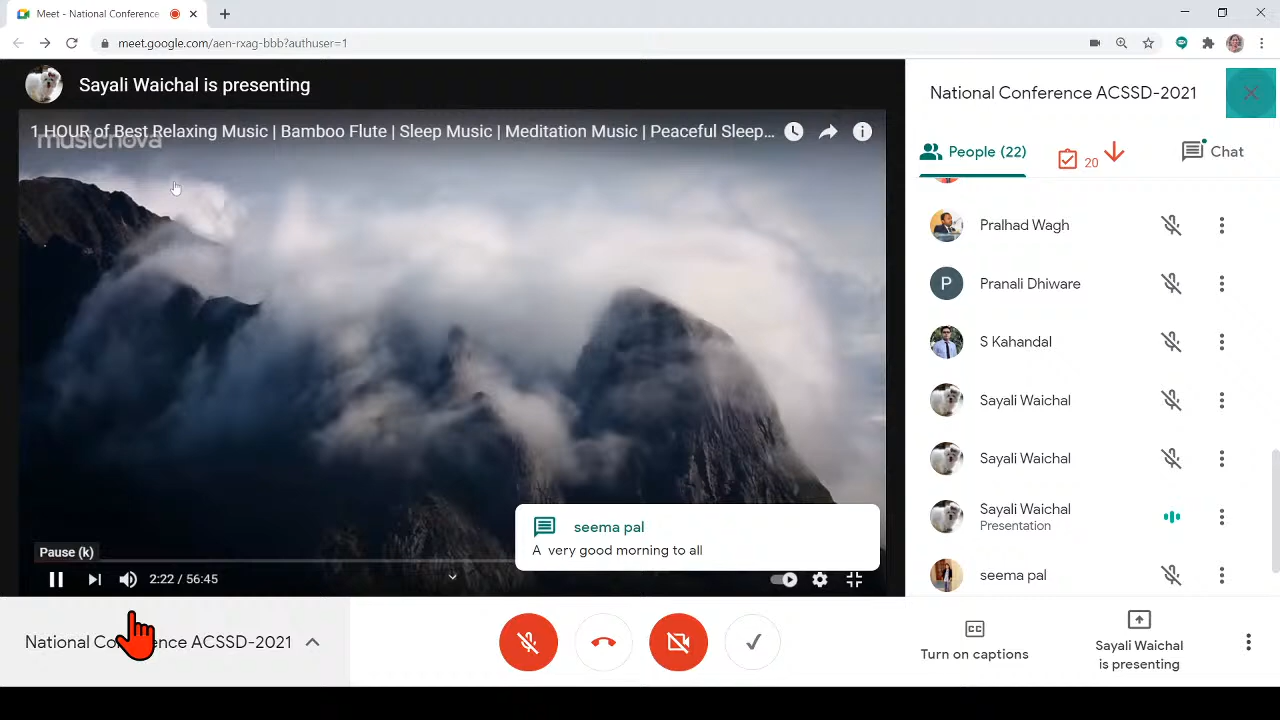 Meet - National Conference
meet.google.com/aen-rxag-bbb?authuser=1
Sayali Waichal is presenting
1 HOUR of Best Relaxing Music | Bamboo Flute | Sleep Music | Meditation Music | Peaceful Sleep...
musicnova
National Conference ACSSD-2021
People (22)
20
Chat
Pralhad Wagh
P
Pranali Dhiware
S Kahandal
Sayali Waichal
Sayali Waichal
Sayali Waichal
Presentation
seema pal
seema pal
A very good morning to all
Pause (k)
2:22 / 56:45
National Conference ACSSD-2021
CC
Turn on captions
Sayali Waichal
is presenting